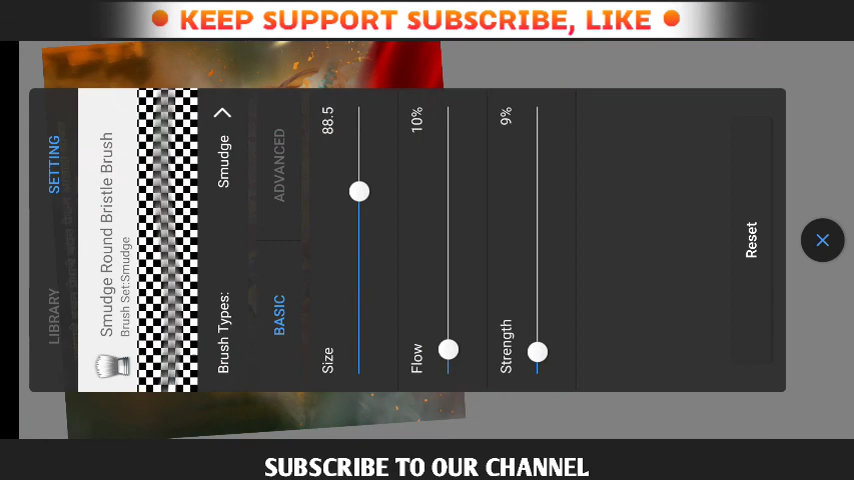 KEEP SUPPORT SUBSCRIBE, LIKE
LIBRARY
SETTING
Smudge Round Bristle Brush
Brush Set:Smudge
Brush Types:
Smudge
BASIC
ADVANCED
Size
88.5
Flow
10%
Strength
9%
Reset
SUBSCRIBE TO OUR CHANNEL